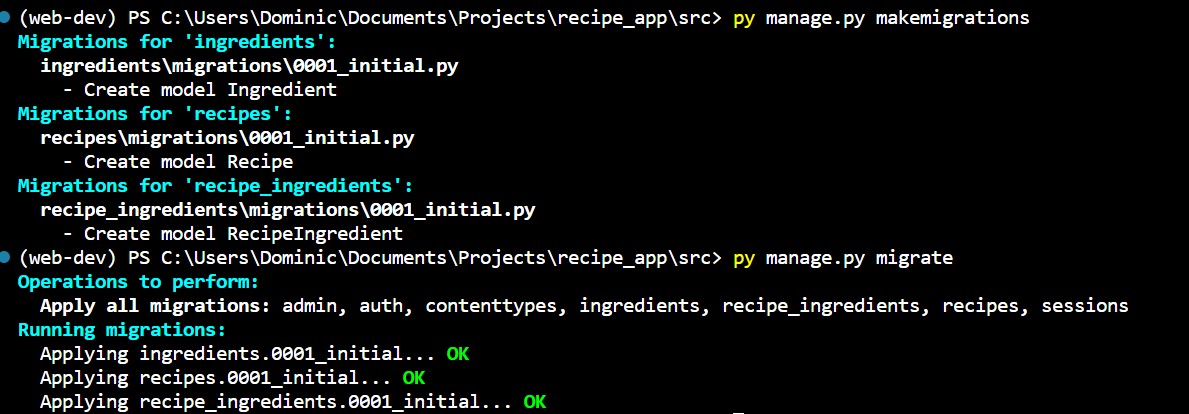 (web-dev) PS C:\Users\Dominic\Documents\Projects\recipe_app\src> py manage.py makemigrations
Migrations for 'ingredients':
  ingredients\migrations\0001_initial.py
    - Create model Ingredient
Migrations for 'recipes':
  recipes\migrations\0001_initial.py
    - Create model Recipe
Migrations for 'recipe_ingredients':
  recipe_ingredients\migrations\0001_initial.py
    - Create model RecipeIngredient
(web-dev) PS C:\Users\Dominic\Documents\Projects\recipe_app\src> py manage.py migrate
Operations to perform:
  Apply all migrations: admin, auth, contenttypes, ingredients, recipe_ingredients, recipes, sessions
Running migrations:
  Applying ingredients.0001_initial... OK
  Applying recipes.0001_initial... OK
  Applying recipe_ingredients.0001_initial... OK